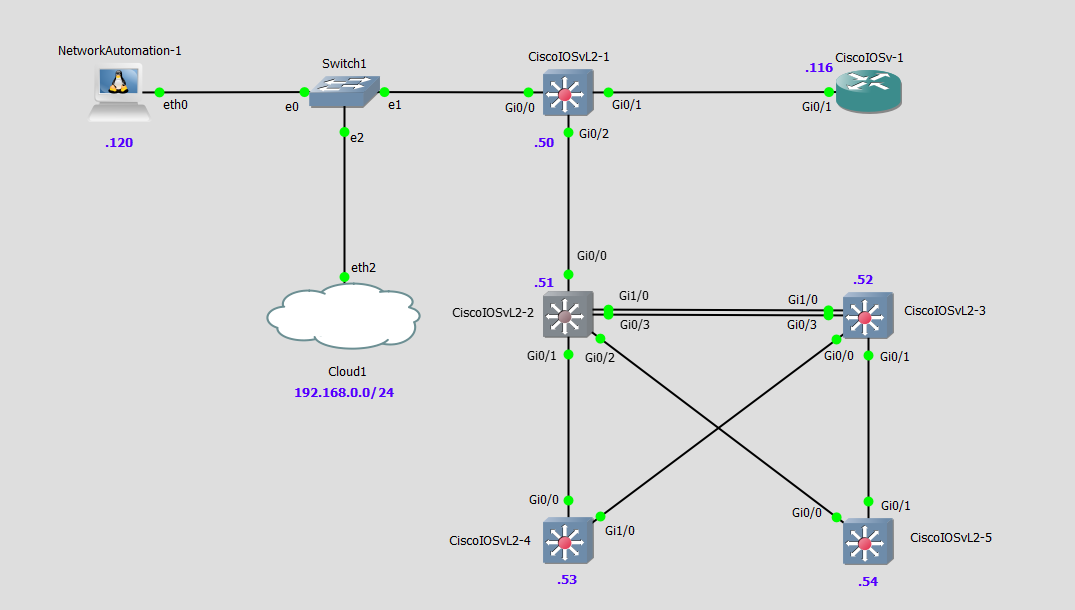 NetworkAutomation-1
eth0
.120
Switch1
e0
e1
e2
CiscoIOSvL2-1
Gi0/0
Gi0/1
.50
Gi0/2
.116
CiscoIOSv-1
Gi0/1
eth2
Cloud1
192.168.0.0/24
Gi0/0
.51
CiscoIOSvL2-2
Gi1/0
Gi0/3
Gi0/1
Gi0/2
.52
Gi1/0
Gi0/3
CiscoIOSvL2-3
Gi0/0
Gi0/1
Gi0/0
CiscoIOSvL2-4
Gi1/0
.53
Gi0/1
Gi0/0
CiscoIOSvL2-5
.54